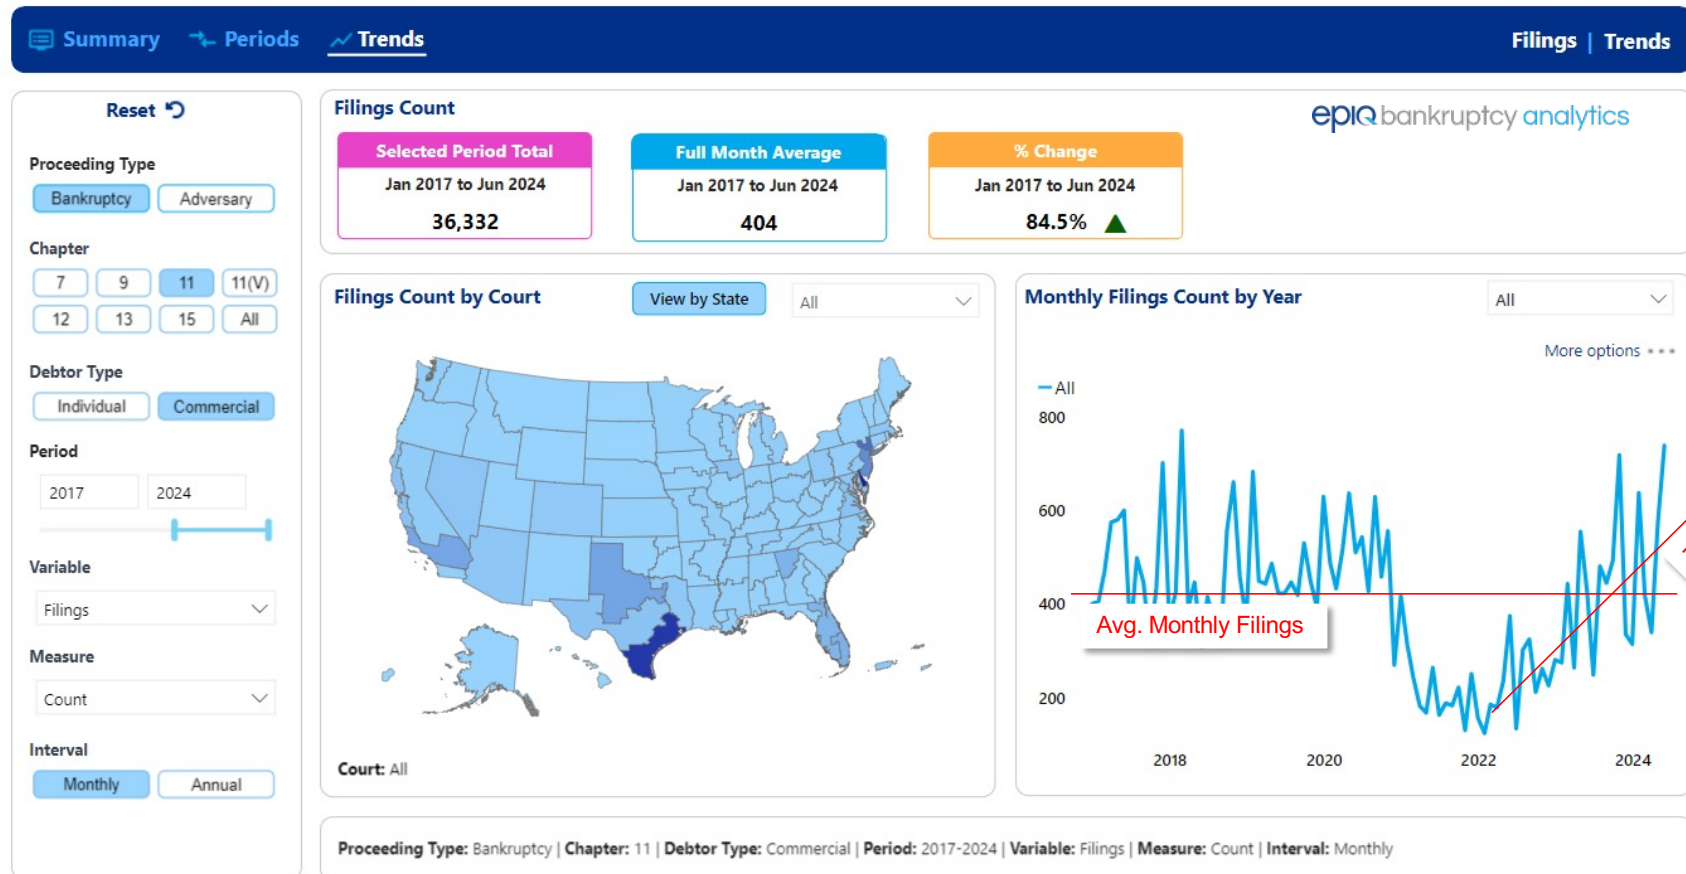 Summary Periods Trends Filings | Trends
Reset
Proceeding Type
Bankruptcy Adversary
Chapter
7 9 11 11(V)
12 13 15 All
Debtor Type
Individual Commercial
Period
2017 2024
Variable
Filings
Measure
Count
Interval
Monthly Annual
Filings Count
epiq bankruptcy analytics
Selected Period Total
Jan 2017 to Jun 2024
36,332
Full Month Average
Jan 2017 to Jun 2024
404
% Change
Jan 2017 to Jun 2024
84.5%
Filings Count by Court View by State All
Court: All
Monthly Filings Count by Year All
More options
All
800
600
400
200
Avg. Monthly Filings
2018 2020 2022 2024
Proceeding Type: Bankruptcy | Chapter: 11 | Debtor Type: Commercial | Period: 2017-2024 | Variable: Filings | Measure: Count | Interval: Monthly